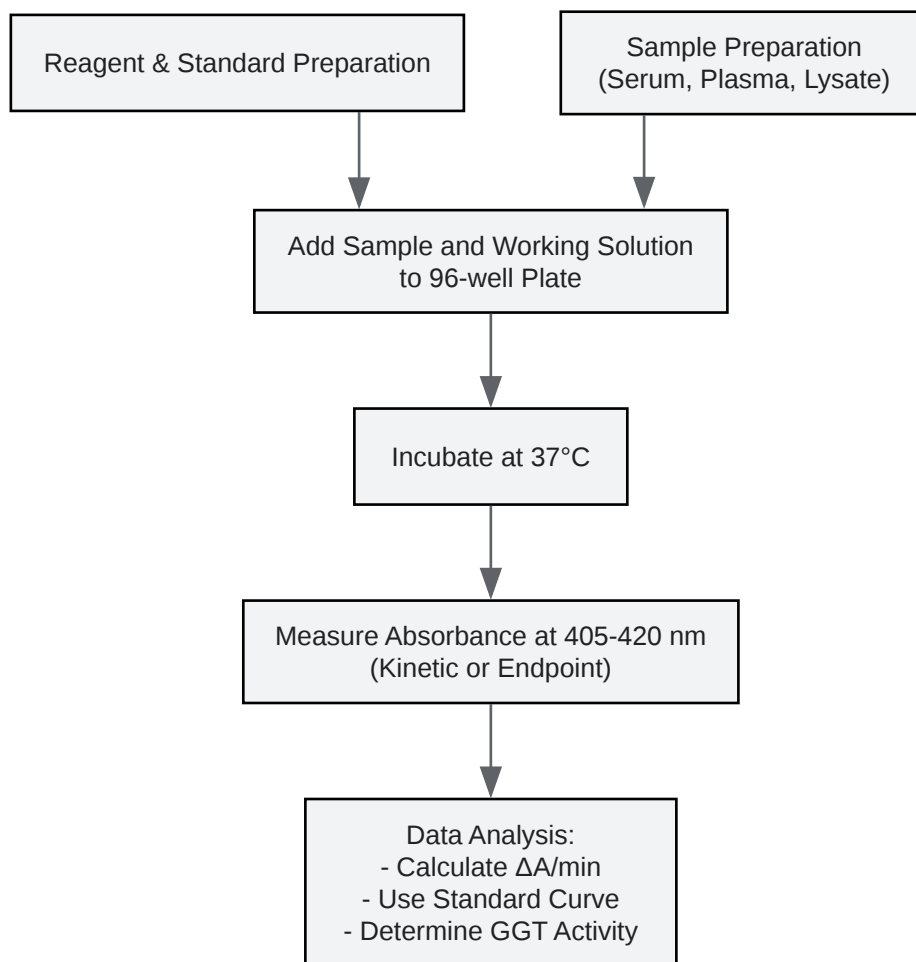 Reagent & Standard Preparation
Sample Preparation
(Serum, Plasma, Lysate)
Add Sample and Working Solution
to 96-well Plate
Incubate at 37°C
Measure Absorbance at 405-420 nm
(Kinetic or Endpoint)
Data Analysis:
- Calculate ΔA/min
- Use Standard Curve
- Determine GGT Activity